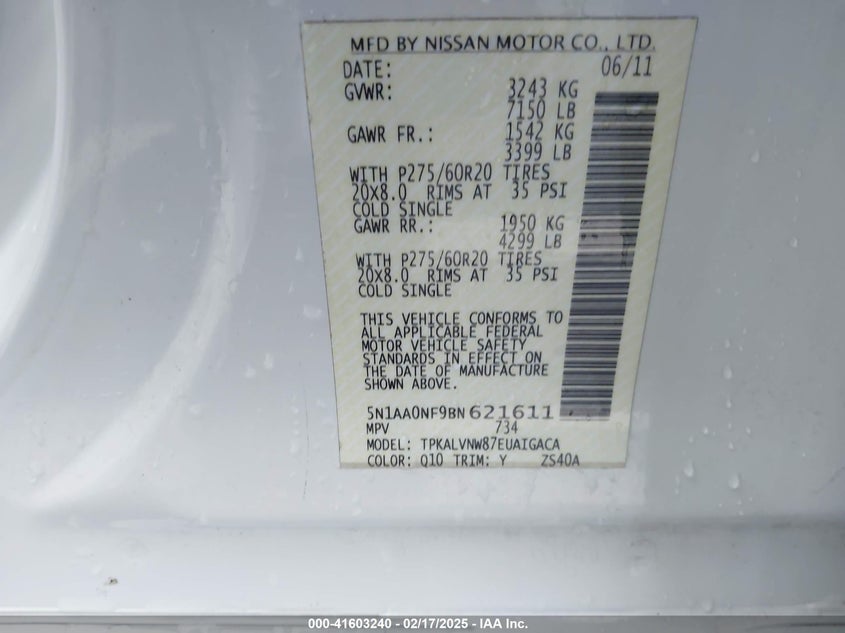 MFD BY NISSAN MOTOR CO., LTD.
DATE: 06/11
GVWR: 3243 KG
7150 LB
GAWR FR.: 1542 KG
3399 LB
WITH P275/60R20 TIRES
20X8.0 RIMS AT 35 PSI
COLD SINGLE
GAWR RR.: 1950 KG
4299 LB
WITH P275/60R20 TIRES
20X8.0 RIMS AT 35 PSI
COLD SINGLE
THIS VEHICLE CONFORMS TO
ALL APPLICABLE FEDERAL
MOTOR VEHICLE SAFETY
STANDARDS IN EFFECT ON
THE DATE OF MANUFACTURE
SHOWN ABOVE.
5N1AA0NF9BN621611
MPV 734
MODEL: TPKALVNW87EUAIGACA
COLOR: Q10 TRIM: Y ZS40A
000-41603240 - 02/17/2025 - IAA Inc.